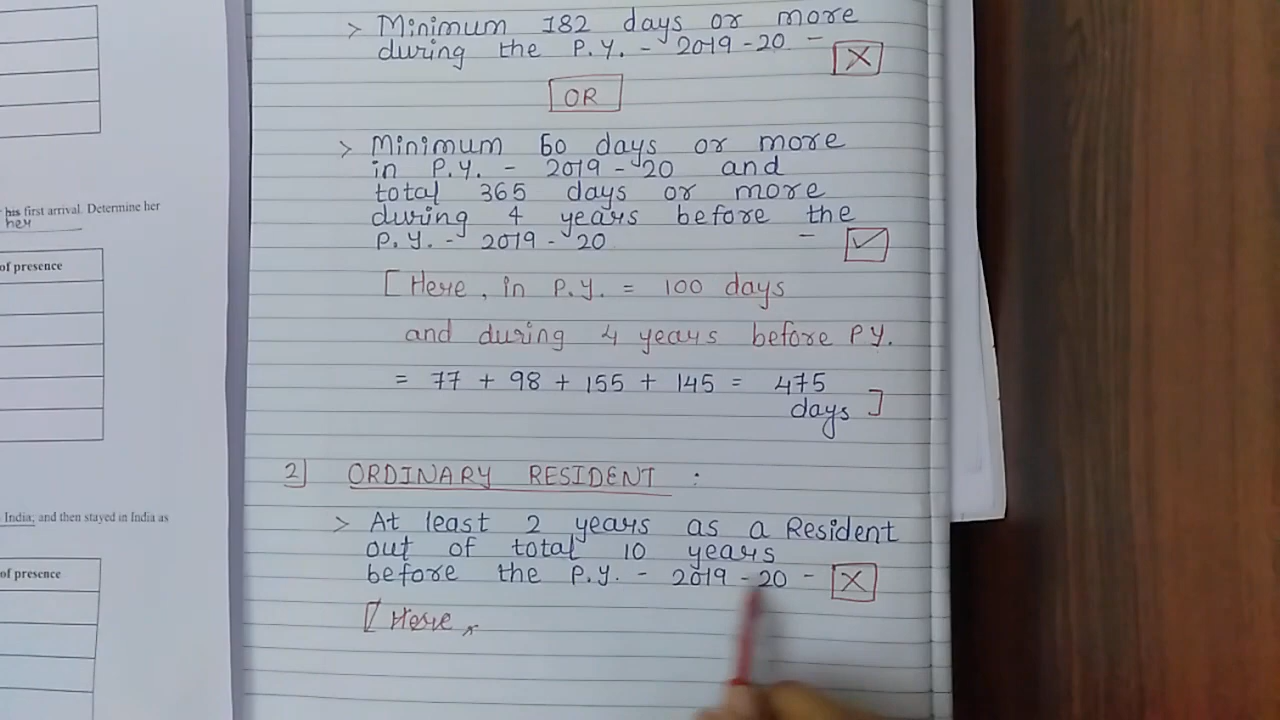 > Minimum 182 days or more
during the P.Y. - 2019-20 - X
OR
> Minimum 60 days or more
in P.Y. - 2019-20 and
total 365 days or more
during 4 years before the
P.Y. - 2019-20 - ✓
[Here, in P.Y. = 100 days
and during 4 years before P.Y.
= 77 + 98 + 155 + 145 = 475
days ]
2] ORDINARY RESIDENT :
> At least 2 years as a Resident
out of total 10 years
before the P.Y. - 2019-20 - X
[Here,
his first arrival. Determine her
her
of presence
India; and then stayed in India as
of presence